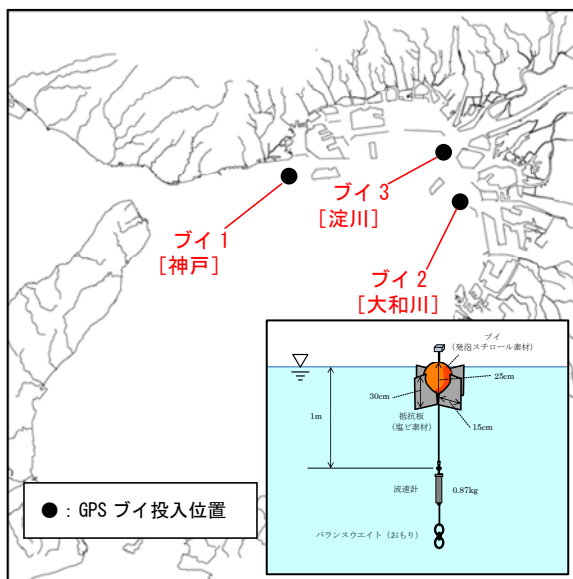 ブイ 3
[淀川]
ブイ 1
[神戸]
ブイ 2
[大和川]
ブイ
(発泡スチロール素材)
25cm
30cm
15cm
抵抗板
(塩ビ素材)
1m
流速計
0.87kg
バランスウエイト(おもり)
●:GPS ブイ投入位置